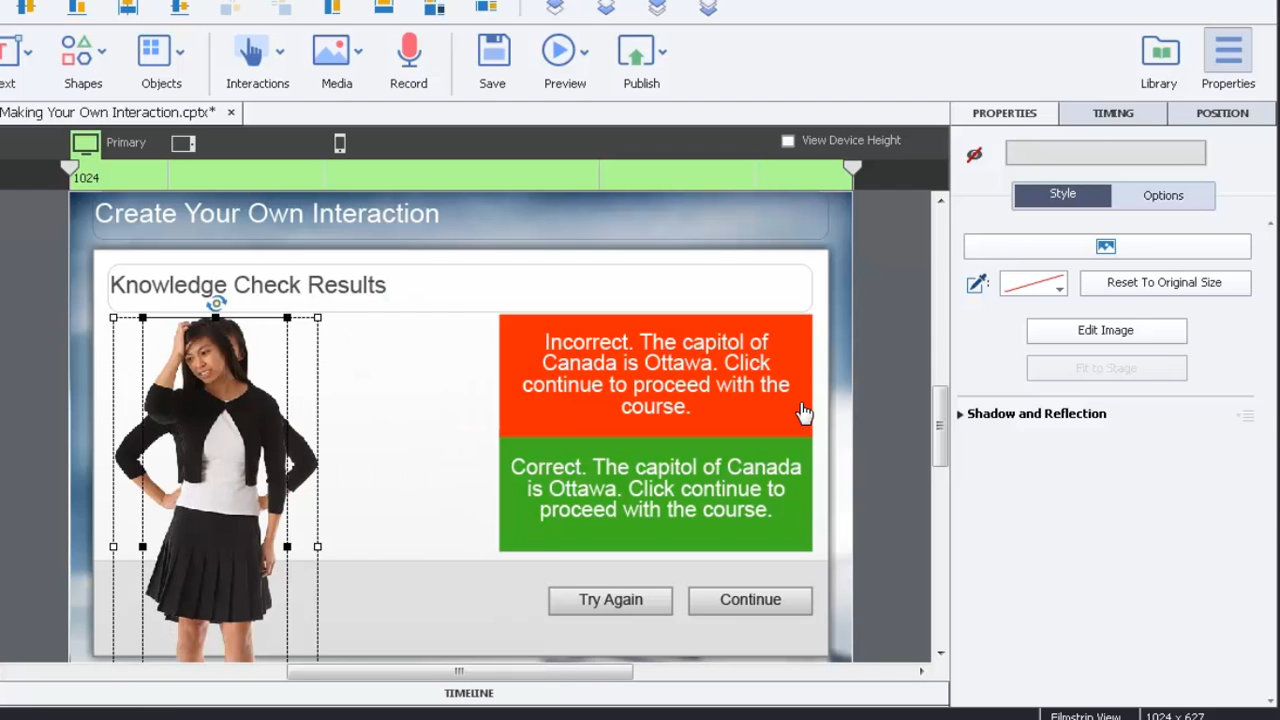 ext
Shapes
Objects
Interactions
Media
Record
Save
Preview
Publish
Library
Properties
Making Your Own Interaction.cptx*
PROPERTIES
TIMING
POSITION
Primary
View Device Height
1024
Style
Options
Create Your Own Interaction
Knowledge Check Results
Reset To Original Size
Edit Image
Fit to Stage
Shadow and Reflection
Incorrect. The capitol of
Canada is Ottawa. Click
continue to proceed with the
course.
Correct. The capitol of Canada
is Ottawa. Click continue to
proceed with the course.
Try Again
Continue
TIMELINE
Filmstrip View
1024 x 627